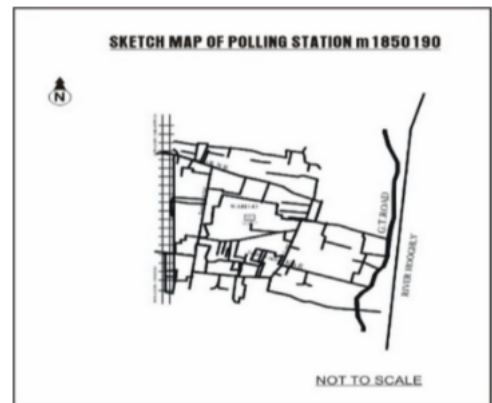 SKETCH MAP OF POLLING STATION m 1850190
N
G.T. ROAD
RIVER HOOGHLY
NOT TO SCALE